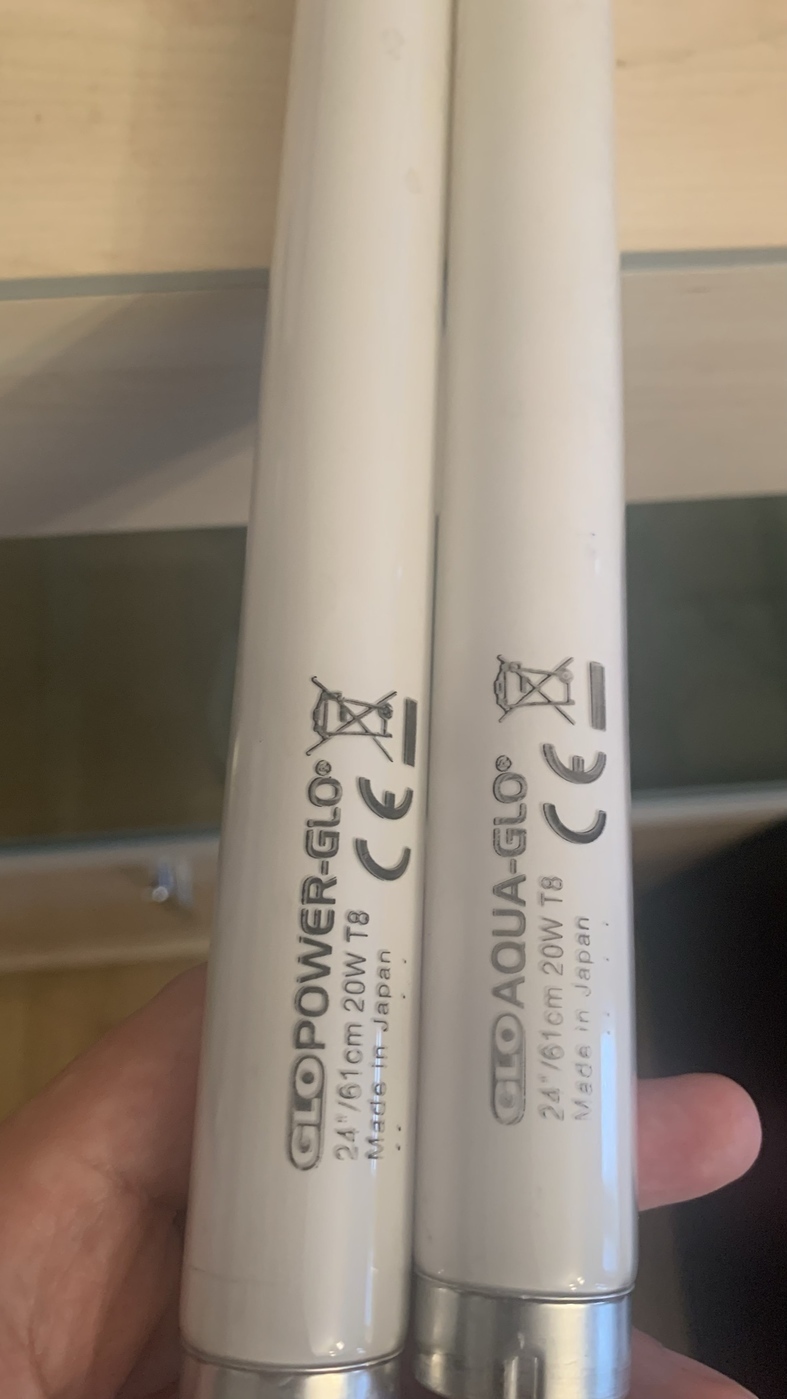 GLO POWER-GLO®
24"/61cm 20W T8
Made in Japan
CE
GLO AQUA-GLO®
24"/61cm 20W T8
Made in Japan
CE